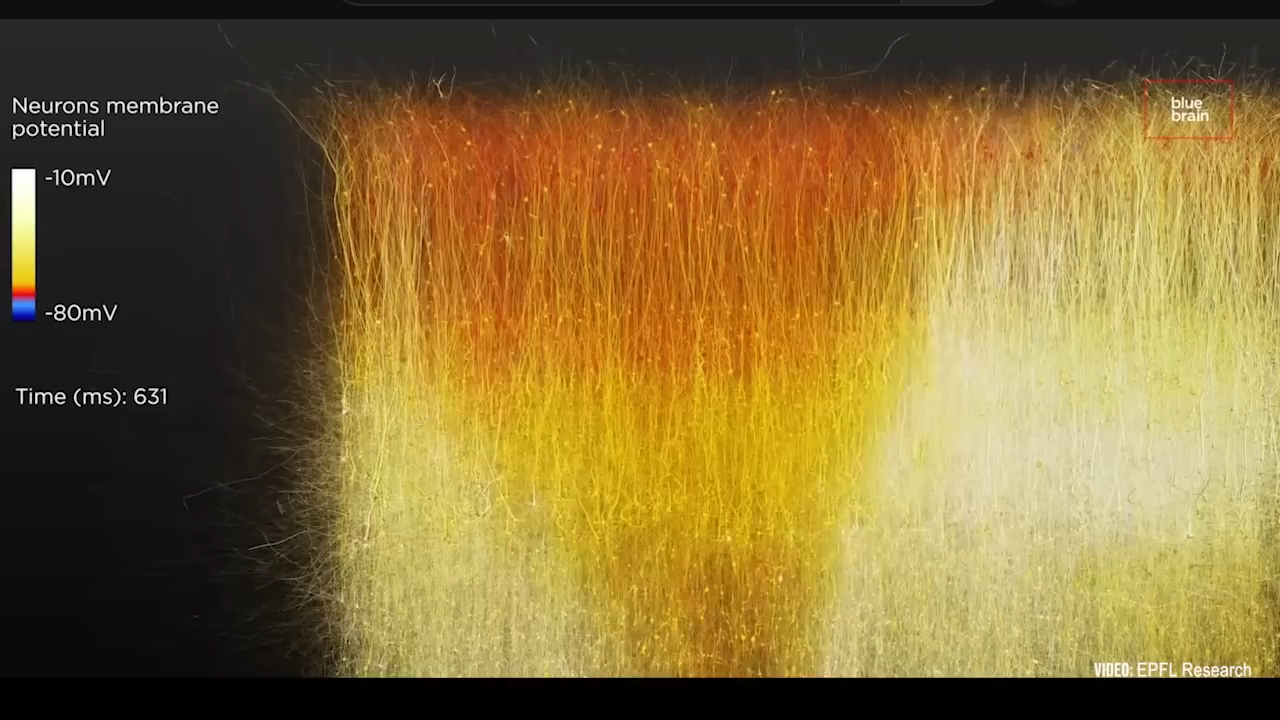 Neurons membrane
potential
-10mV
-80mV
Time (ms): 631
blue
brain
VIDEO: EPFL Research